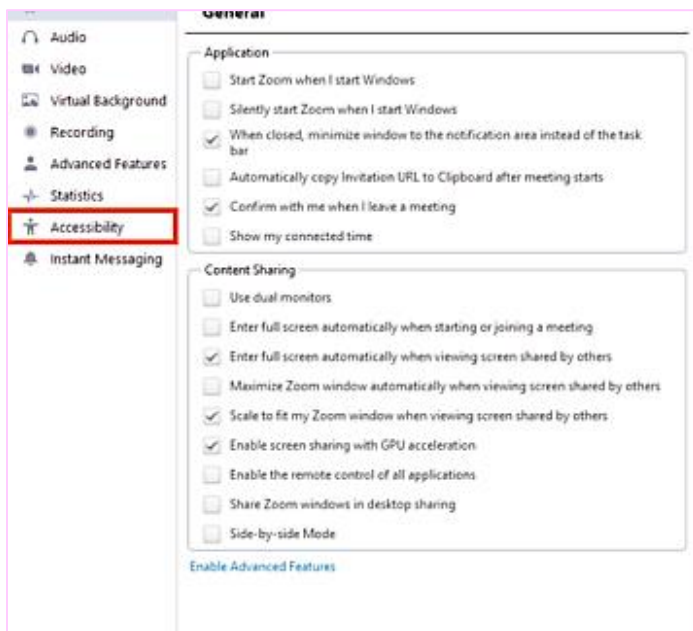 General
Audio
Video
Virtual Background
Recording
Advanced Features
Statistics
Accessibility
Instant Messaging
Application
Start Zoom when I start Windows
Silently start Zoom when I start Windows
When closed, minimize window to the notification area instead of the task
bar
Automatically copy Invitation URL to Clipboard after meeting starts
Confirm with me when I leave a meeting
Show my connected time
Content Sharing
Use dual monitors
Enter full screen automatically when starting or joining a meeting
Enter full screen automatically when viewing screen shared by others
Maximize Zoom window automatically when viewing screen shared by others
Scale to fit my Zoom window when viewing screen shared by others
Enable screen sharing with GPU acceleration
Enable the remote control of all applications
Share Zoom windows in desktop sharing
Side-by-side Mode
Enable Advanced Features